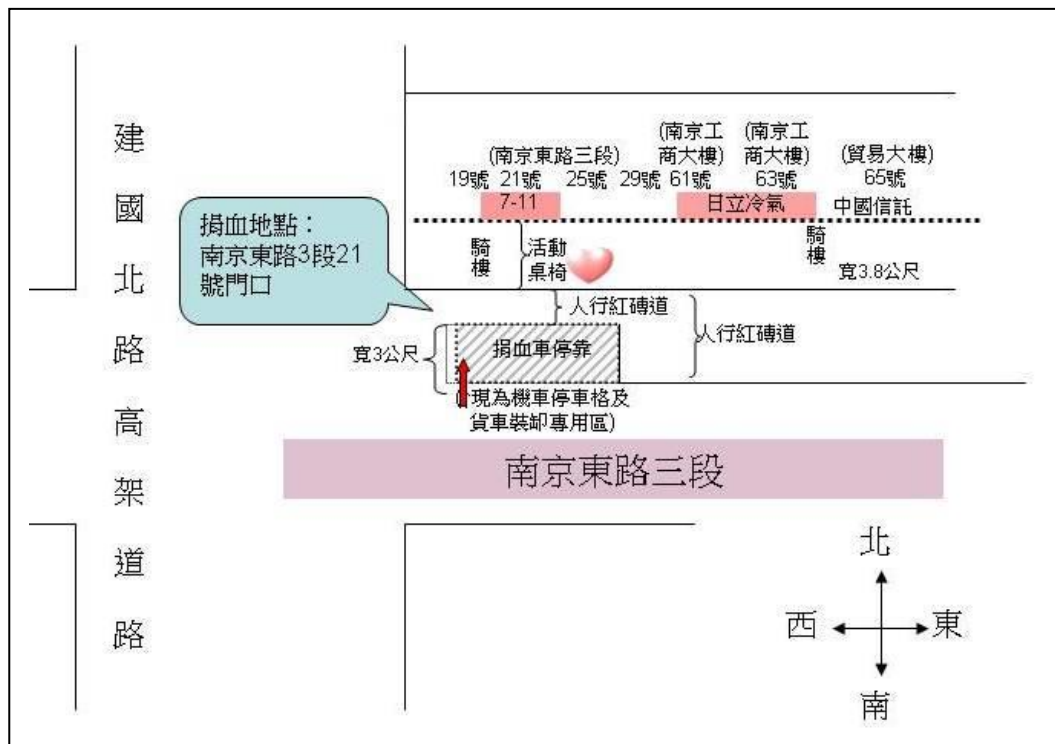 建國北路高架道路
(南京東路三段)
(南京工
商大樓)
(南京工
商大樓)
(貿易大樓)
19號 21號 25號 29號 61號 63號 65號
7-11
日立冷氣
中國信託
捐血地點：
南京東路3段21
號門口
騎樓
活動
桌椅
騎樓
寬3.8公尺
人行紅磚道
人行紅磚道
寬3公尺
捐血車停靠
(現為機車停車格及
貨車裝卸專用區)
南京東路三段
北
西
東
南